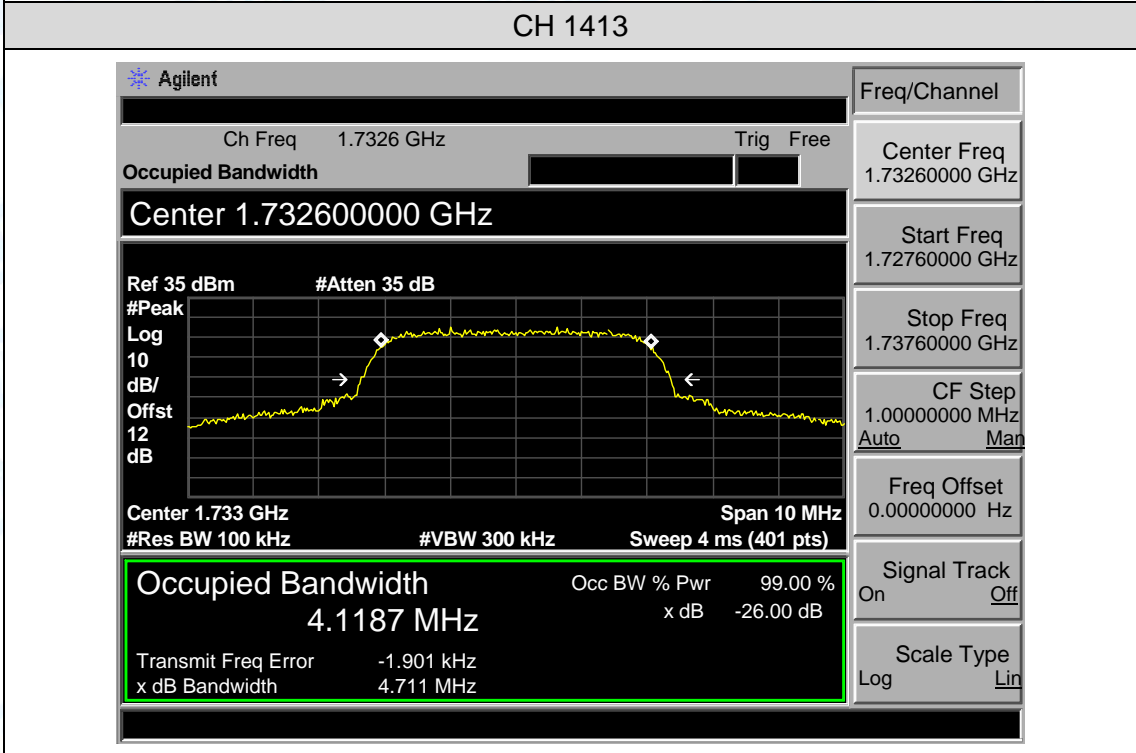 CH 1413
Agilent
Freq/Channel
Ch Freq 1.7326 GHz Trig Free
Occupied Bandwidth
Center 1.732600000 GHz
Ref 35 dBm #Atten 35 dB
#Peak
Log
10
dB/
Offst
12
dB
Center 1.733 GHz Span 10 MHz
#Res BW 100 kHz #VBW 300 kHz Sweep 4 ms (401 pts)
Occupied Bandwidth Occ BW % Pwr 99.00 %
4.1187 MHz x dB -26.00 dB
Transmit Freq Error -1.901 kHz
x dB Bandwidth 4.711 MHz
Center Freq
1.73260000 GHz
Start Freq
1.72760000 GHz
Stop Freq
1.73760000 GHz
CF Step
1.00000000 MHz
Auto Man
Freq Offset
0.00000000 Hz
Signal Track
On Off
Scale Type
Log Lin